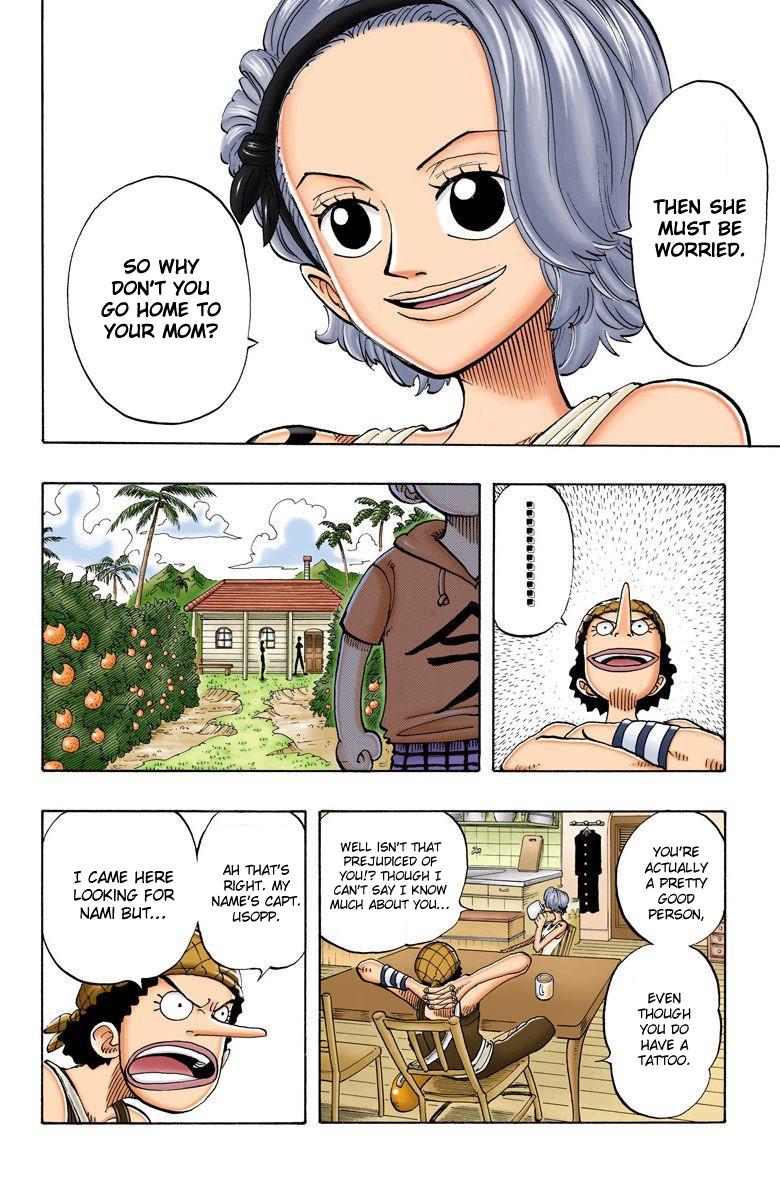 THEN SHE
MUST BE
WORRIED.
SO WHY
DON'T YOU
GO HOME TO
YOUR MOM?
YOU'RE
ACTUALLY
A PRETTY
GOOD
PERSON,
EVEN
THOUGH
YOU DO
HAVE A
TATTOO.
WELL ISN'T THAT
PREJUDICED OF
YOU!? THOUGH I
CAN'T SAY I KNOW
MUCH ABOUT YOU...
AH THAT'S
RIGHT. MY
NAME'S CAPT.
USOPP.
I CAME HERE
LOOKING FOR
NAMI BUT...